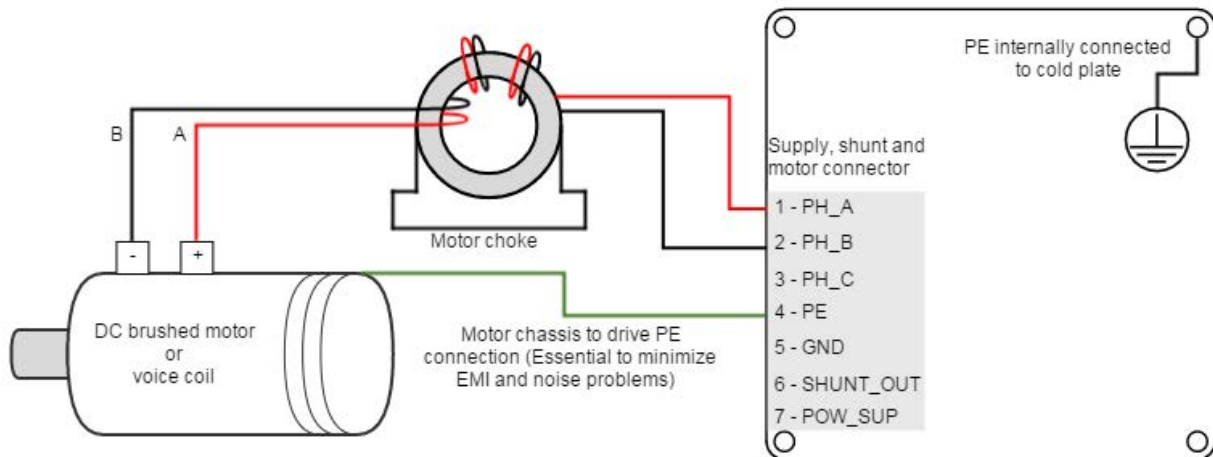 PE internally connected
to cold plate
B
A
Supply, shunt and
motor connector
1 - PH_A
2 - PH_B
3 - PH_C
4 - PE
5 - GND
6 - SHUNT_OUT
7 - POW_SUP
Motor choke
-
+
DC brushed motor
or
voice coil
Motor chassis to drive PE
connection (Essential to minimize
EMI and noise problems)